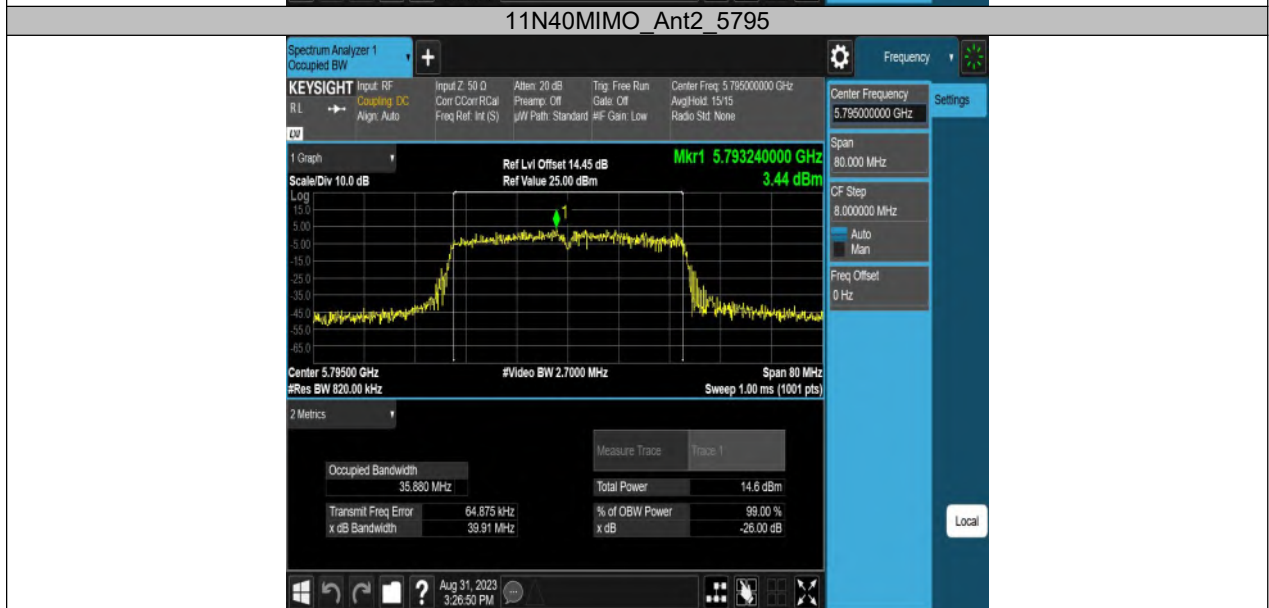 11N40MIMO_Ant2_5795
Spectrum Analyzer 1
Occupied BW
+
Frequency
KEYSIGHT
Input: RF
Input Z: 50 Ω
Atten: 20 dB
Trig: Free Run
Center Freq: 5.795000000 GHz
RL
Coupling: DC
Corr CCorr RCal
Preamp: Off
Gate: Off
Avg|Hold: 15/15
Align: Auto
Freq Ref: Int (S)
µW Path: Standard
#IF Gain: Low
Radio Std: None
LXI
Center Frequency
5.795000000 GHz
Settings
Span
80.000 MHz
CF Step
8.000000 MHz
Auto
Man
Freq Offset
0 Hz
Local
1 Graph
Ref Lvl Offset 14.45 dB
Mkr1 5.793240000 GHz
Scale/Div 10.0 dB
Ref Value 25.00 dBm
3.44 dBm
Log
15.0
5.00
-5.00
-15.0
-25.0
-35.0
-45.0
-55.0
-65.0
1
Center 5.79500 GHz
#Video BW 2.7000 MHz
Span 80 MHz
#Res BW 820.00 kHz
Sweep 1.00 ms (1001 pts)
2 Metrics
Measure Trace
Trace 1
Occupied Bandwidth
35.880 MHz
Total Power
14.6 dBm
Transmit Freq Error
64.875 kHz
% of OBW Power
99.00 %
x dB Bandwidth
39.91 MHz
x dB
-26.00 dB
?
Aug 31, 2023
3:26:50 PM